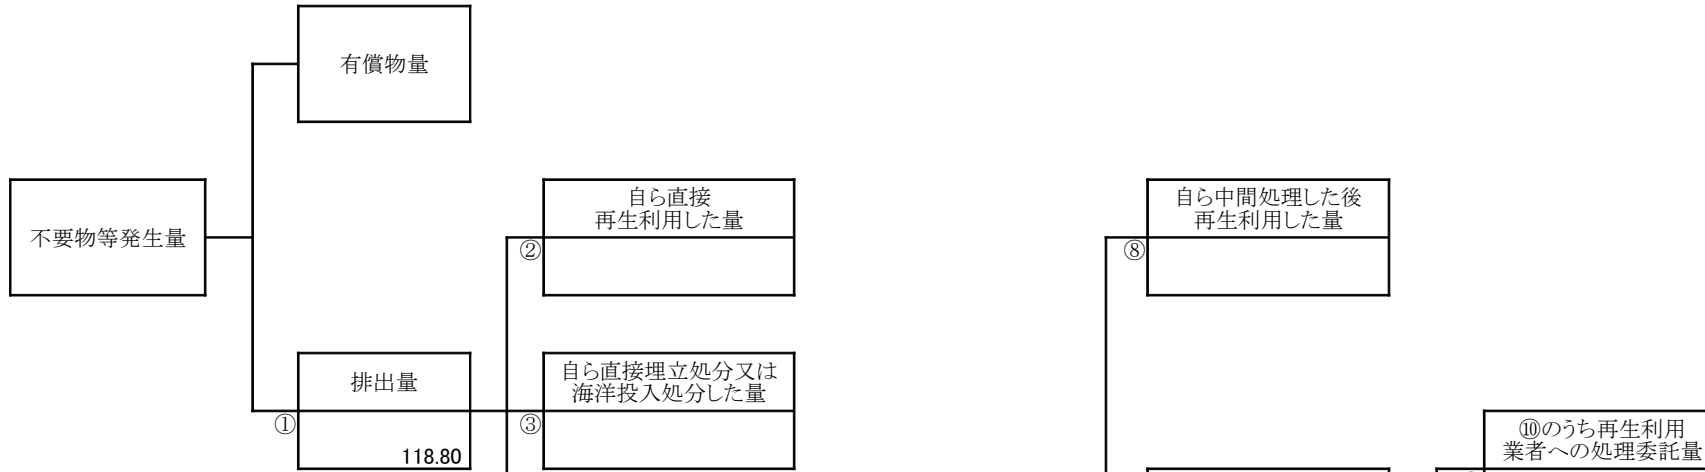 有償物量
不要物等発生量
自ら直接
再生利用した量
②
自ら中間処理した後
再生利用した量
⑧
排出量
①
118.80
自ら直接埋立処分又は
海洋投入処分した量
③
⑩のうち再生利用
業者への処理委託量